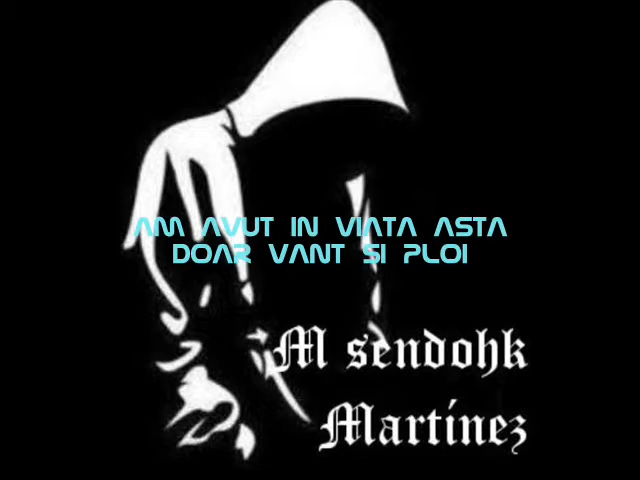 AM AVUT IN VIATA ASTA
DOAR VANT SI PLOI
M sendohk
Martinez